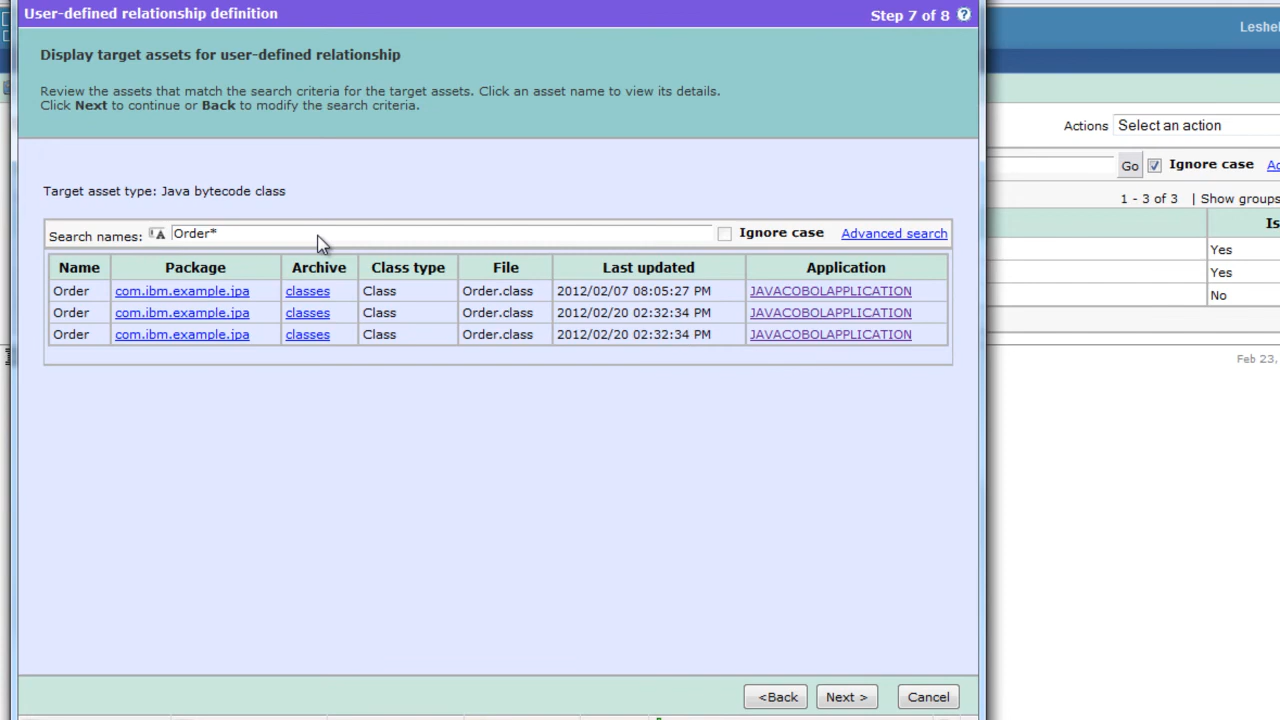 User-defined relationship definition
Step 7 of 8 ?
Display target assets for user-defined relationship
Review the assets that match the search criteria for the target assets. Click an asset name to view its details.
Click Next to continue or Back to modify the search criteria.
Target asset type: Java bytecode class
Search names: A Order* Ignore case Advanced search
Name Package Archive Class type File Last updated Application
Order com.ibm.example.jpa classes Class Order.class 2012/02/07 08:05:27 PM JAVACOBOLAPPLICATION
Order com.ibm.example.jpa classes Class Order.class 2012/02/20 02:32:34 PM JAVACOBOLAPPLICATION
Order com.ibm.example.jpa classes Class Order.class 2012/02/20 02:32:34 PM JAVACOBOLAPPLICATION
<Back Next > Cancel
Leshe
Actions Select an action
Go Ignore case
1 - 3 of 3 | Show groups
Is
Yes
Yes
No
Feb 23,